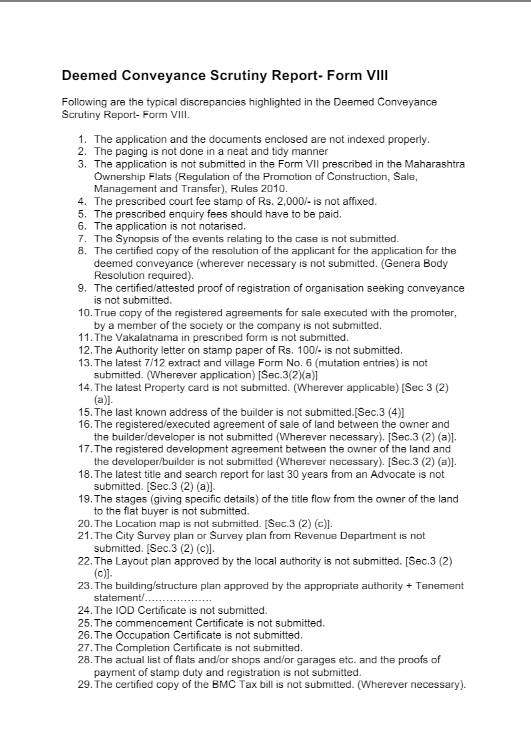 Deemed Conveyance Scrutiny Report- Form VIII
Following are the typical discrepancies highlighted in the Deemed Conveyance
Scrutiny Report- Form VIII.
1. The application and the documents enclosed are not indexed properly.
2. The paging is not done in a neat and tidy manner
3. The application is not submitted in the Form VII prescribed in the Maharashtra
Ownership Flats (Regulation of the Promotion of Construction, Sale,
Management and Transfer), Rules 2010.
4. The prescribed court fee stamp of Rs. 2,000/- is not affixed.
5. The prescribed enquiry fees should have to be paid.
6. The application is not notarised.
7. The Synopsis of the events relating to the case is not submitted.
8. The certified copy of the resolution of the applicant for the application for the
deemed conveyance (wherever necessary is not submitted. (Genera Body
Resolution required).
9. The certified/attested proof of registration of organisation seeking conveyance
is not submitted.
10. True copy of the registered agreements for sale executed with the promoter,
by a member of the society or the company is not submitted.
11. The Vakalatnama in prescribed form is not submitted.
12. The Authority letter on stamp paper of Rs. 100/- is not submitted.
13. The latest 7/12 extract and village Form No. 6 (mutation entries) is not
submitted. (Wherever application) [Sec.3(2)(a)]
14. The latest Property card is not submitted. (Wherever applicable) [Sec 3 (2)
(a)].
15. The last known address of the builder is not submitted.[Sec.3 (4)]
16. The registered/executed agreement of sale of land between the owner and
the builder/developer is not submitted (Wherever necessary). [Sec.3 (2) (a)].
17. The registered development agreement between the owner of the land and
the developer/builder is not submitted (Wherever necessary). [Sec.3 (2) (a)].
18. The latest title and search report for last 30 years from an Advocate is not
submitted. [Sec.3 (2) (a)].
19. The stages (giving specific details) of the title flow from the owner of the land
to the flat buyer is not submitted.
20. The Location map is not submitted. [Sec.3 (2) (c)].
21. The City Survey plan or Survey plan from Revenue Department is not
submitted. [Sec.3 (2) (c)].
22. The Layout plan approved by the local authority is not submitted. [Sec.3 (2)
(c)].
23. The building/structure plan approved by the appropriate authority + Tenement
statement/………………
24. The IOD Certificate is not submitted.
25. The commencement Certificate is not submitted.
26. The Occupation Certificate is not submitted.
27. The Completion Certificate is not submitted.
28. The actual list of flats and/or shops and/or garages etc. and the proofs of
payment of stamp duty and registration is not submitted.
29. The certified copy of the BMC Tax bill is not submitted. (Wherever necessary).